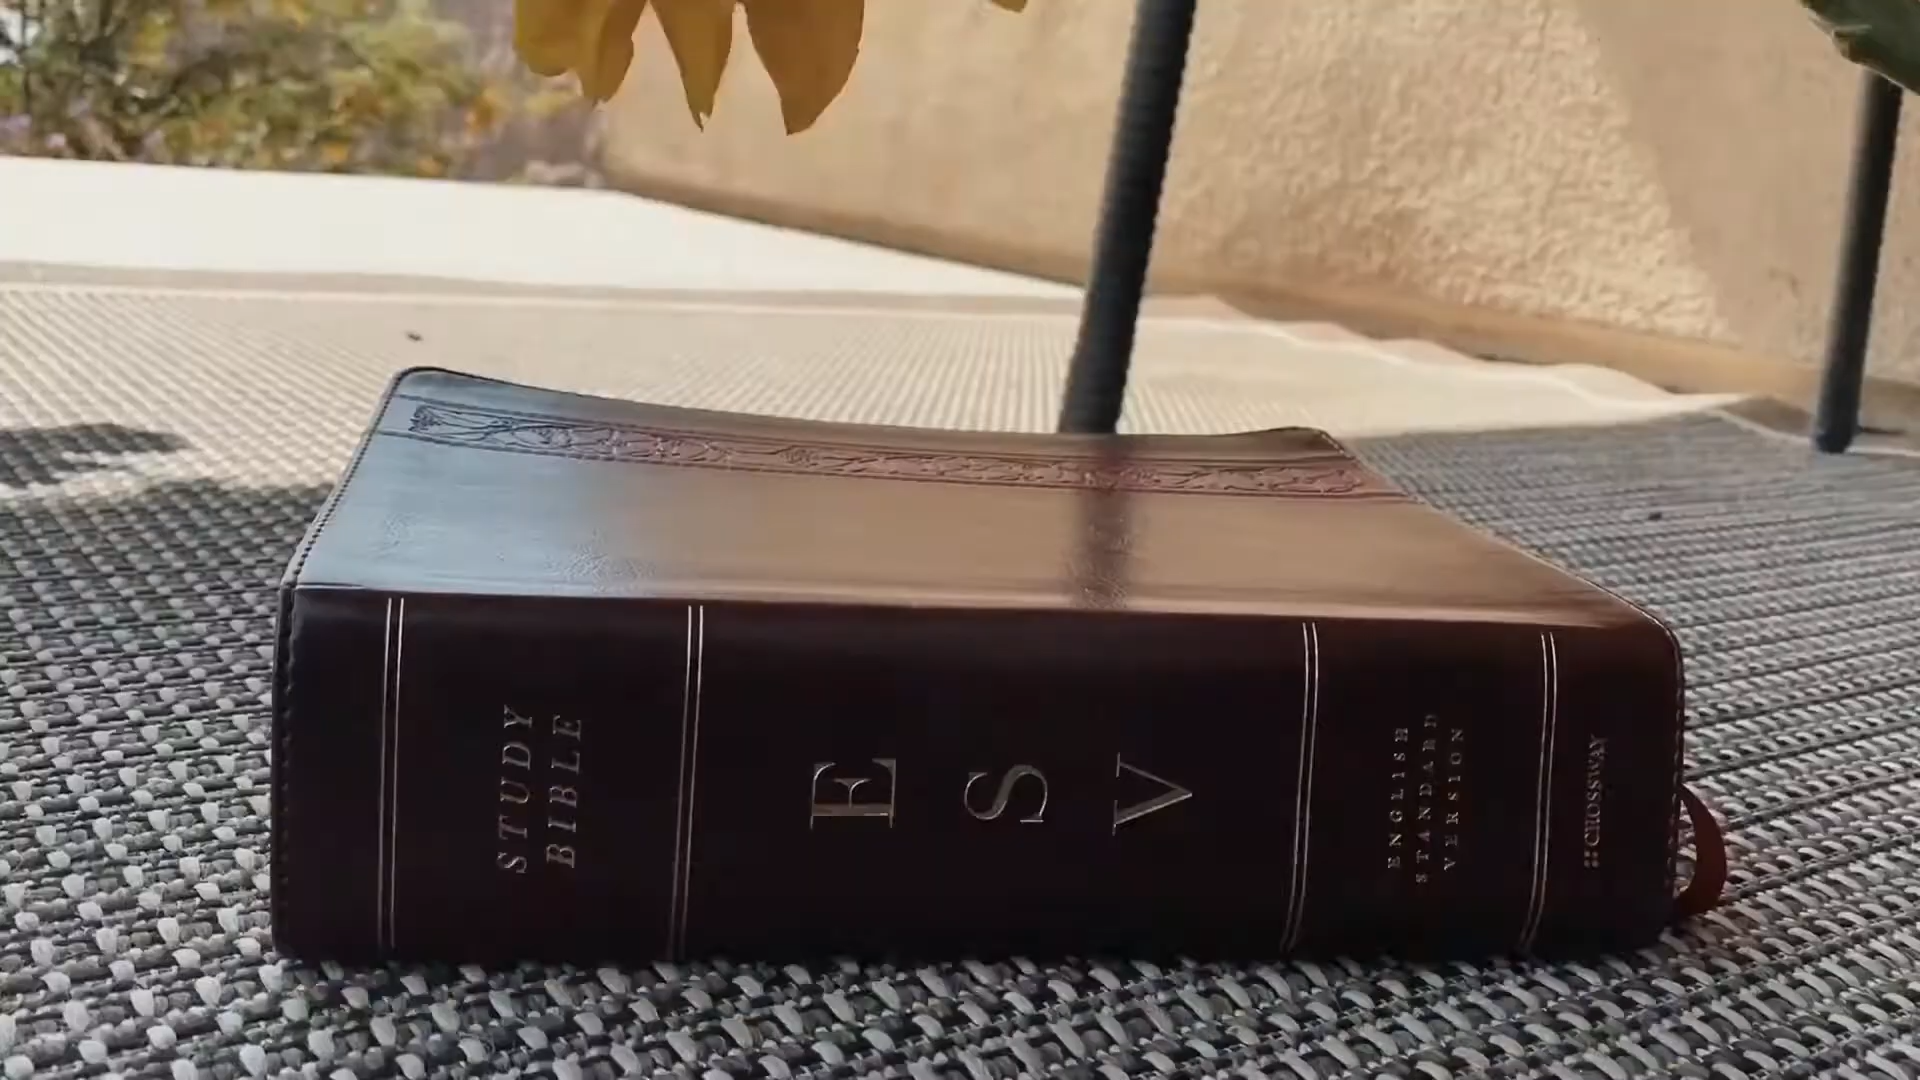 STUDY
BIBLE
E S V
ENGLISH
STANDARD
VERSION
CROSSWAY